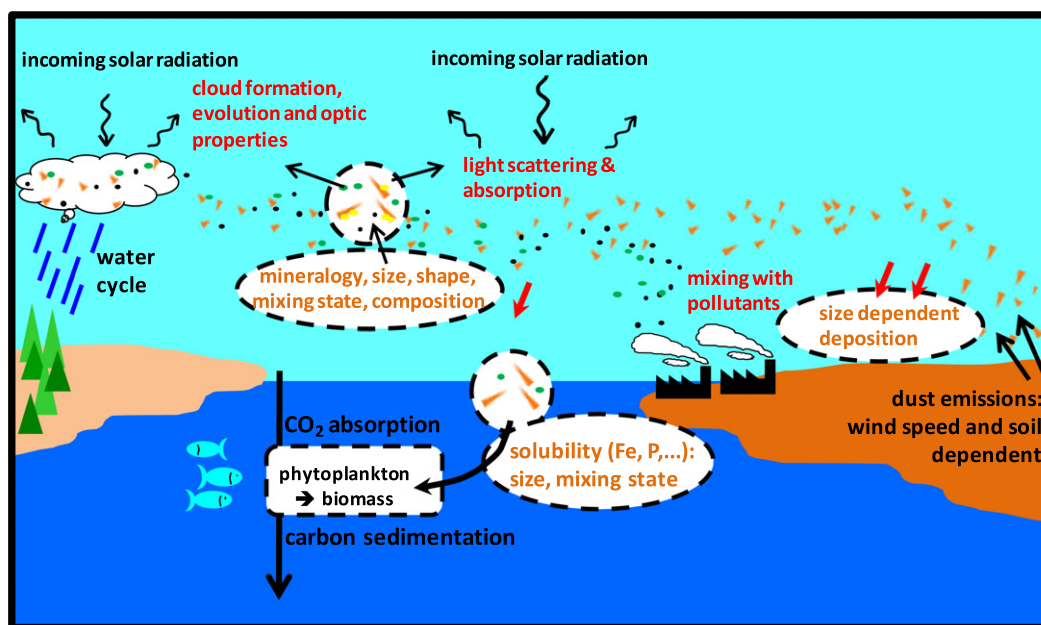 incoming solar radiation
incoming solar radiation
cloud formation,
evolution and optic
properties
light scattering &
absorption
water
cycle
mineralogy, size, shape,
mixing state, composition
mixing with
pollutants
size dependent
deposition
dust emissions:
wind speed and soil
dependent
CO₂ absorption
solubility (Fe, P,...):
size, mixing state
phytoplankton
➔ biomass
carbon sedimentation